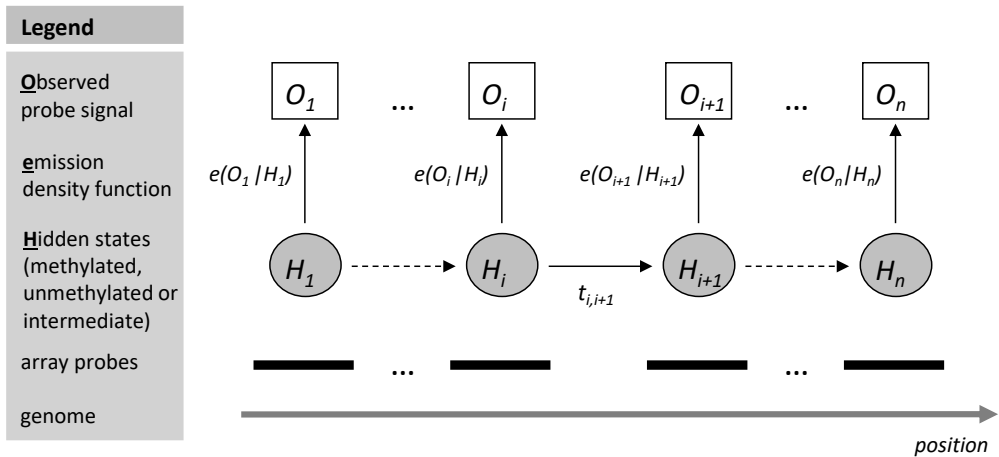 Legend
Observed
probe signal
emission
density function
Hidden states
(methylated,
unmethylated or
intermediate)
array probes
genome
O1 ... Oi Oi+1 ... On
e(O1 |H1) e(Oi |Hi) e(Oi+1 |Hi+1) e(On|Hn)
H1 Hi Hi+1 Hn
ti,i+1
... ...
position